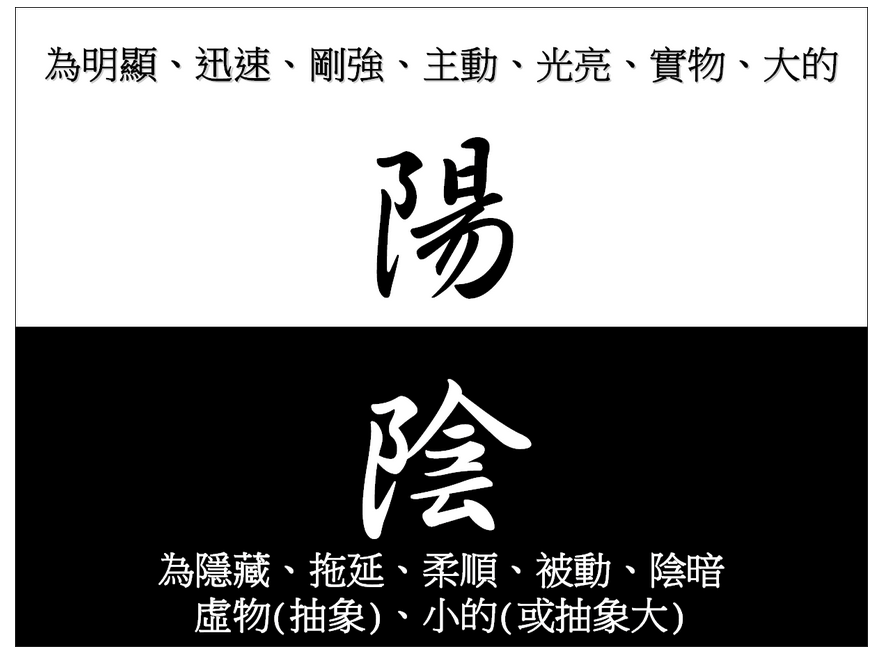 為明顯、迅速、剛強、主動、光亮、實物、大的
陽
陰
為隱藏、拖延、柔順、被動、陰暗
虛物(抽象)、小的(或抽象大)